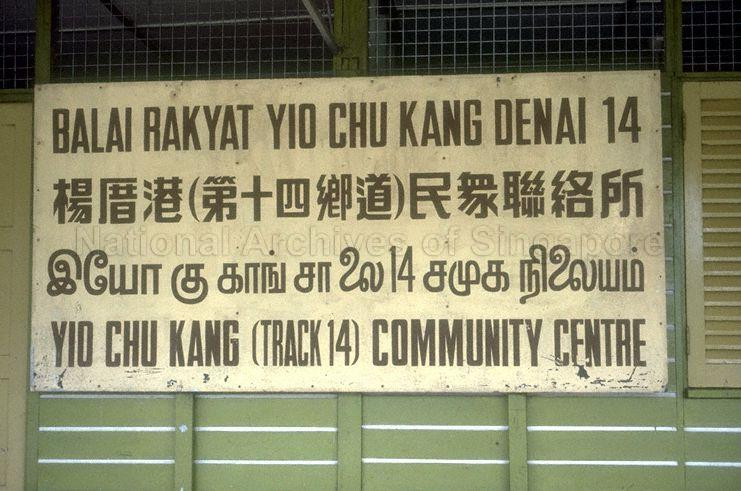 BALAI RAKYAT YIO CHU KANG DENAI 14
楊厝港(第十四鄉道)民衆聯絡所
இயோ கு காங் சாலை 14 சமுக நிலையம்
YIO CHU KANG (TRACK 14) COMMUNITY CENTRE
National Archives of Singapore